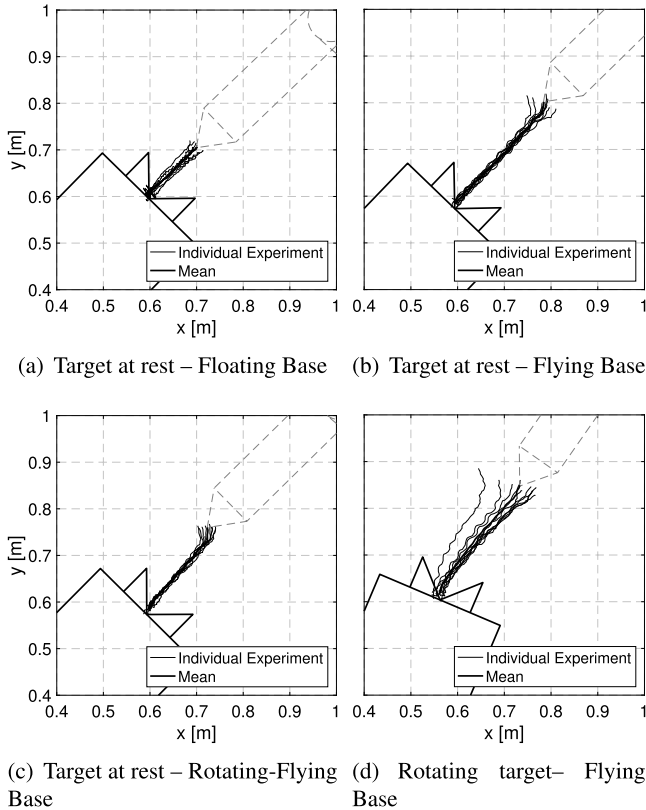 1
0.9
0.8
0.7
0.6
0.5
0.4
y [m]
0.4 0.5 0.6 0.7 0.8 0.9 1
x [m]
Individual Experiment
Mean
(a) Target at rest – Floating Base
1
0.9
0.8
0.7
0.6
0.5
0.4
0.4 0.5 0.6 0.7 0.8 0.9 1
x [m]
Individual Experiment
Mean
(b) Target at rest – Flying Base
1
0.9
0.8
0.7
0.6
0.5
0.4
y [m]
0.4 0.5 0.6 0.7 0.8 0.9 1
x [m]
Individual Experiment
Mean
(c) Target at rest – Rotating-Flying
Base
1
0.9
0.8
0.7
0.6
0.5
0.4
0.4 0.5 0.6 0.7 0.8 0.9 1
x [m]
Individual Experiment
Mean
(d) Rotating target– Flying
Base